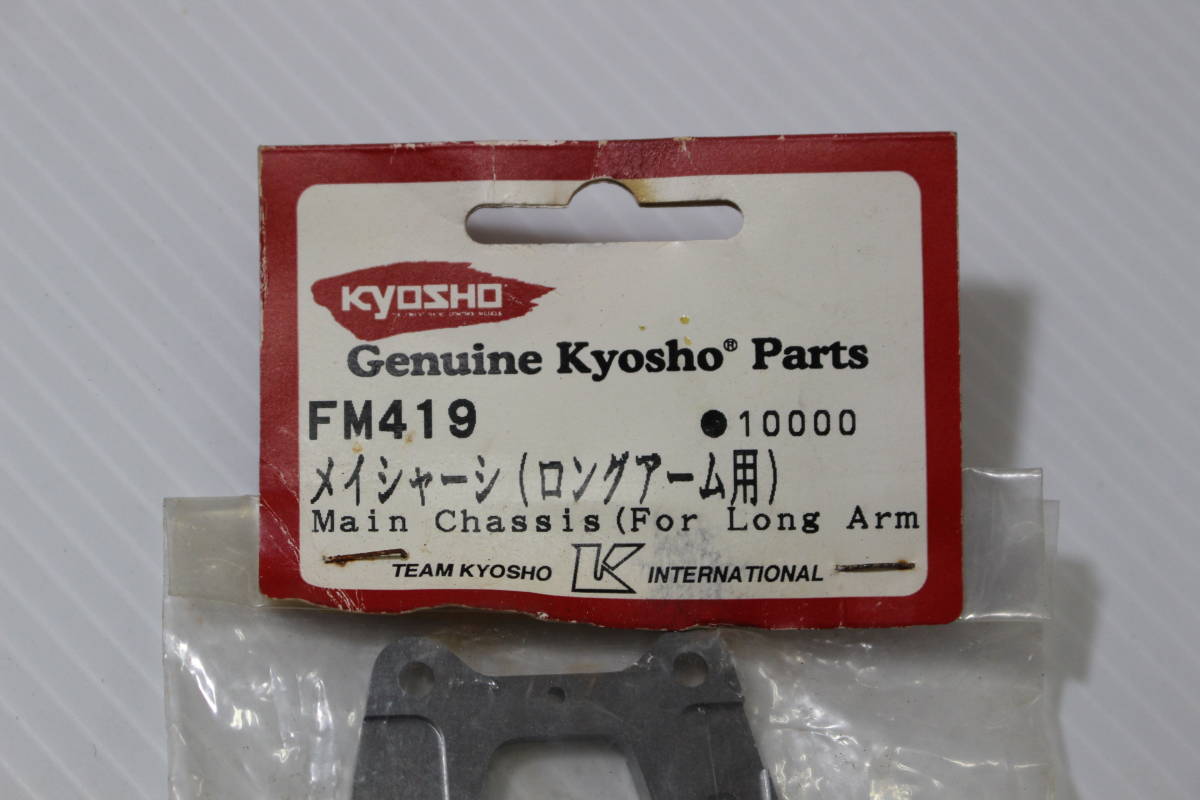 KYOSHO
Genuine Kyosho® Parts
FM419 ●10000
メイシャーシ(ロングアーム用)
Main Chassis(For Long Arm
TEAM KYOSHO K INTERNATIONAL